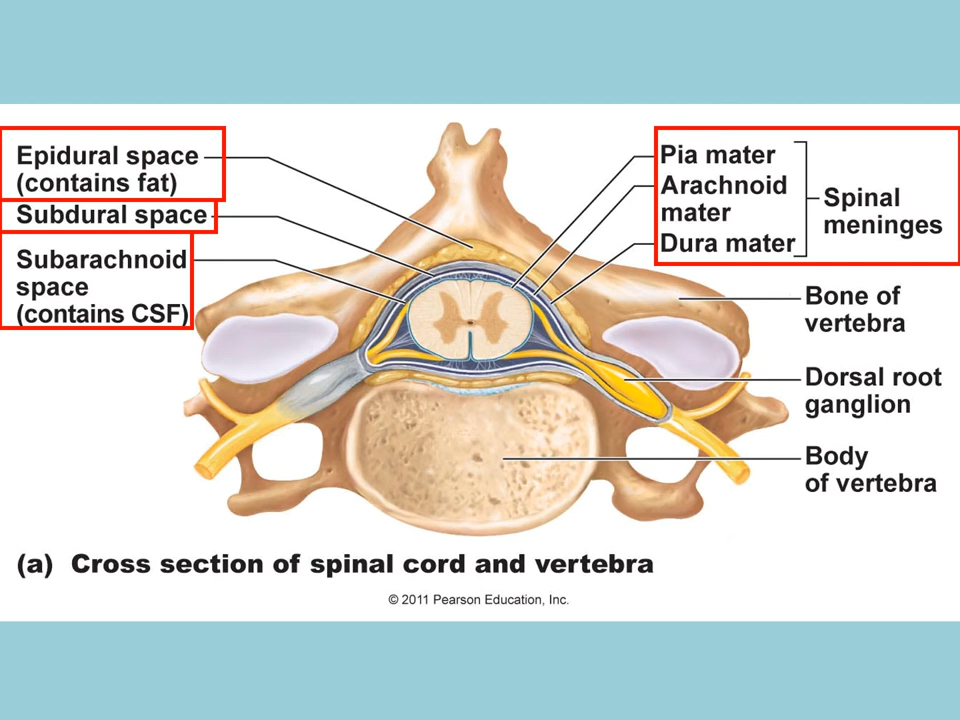 Epidural space
(contains fat)
Subdural space
Subarachnoid
space
(contains CSF)
Pia mater
Arachnoid
mater
Dura mater
Spinal
meninges
Bone of
vertebra
Dorsal root
ganglion
Body
of vertebra
(a) Cross section of spinal cord and vertebra
© 2011 Pearson Education, Inc.